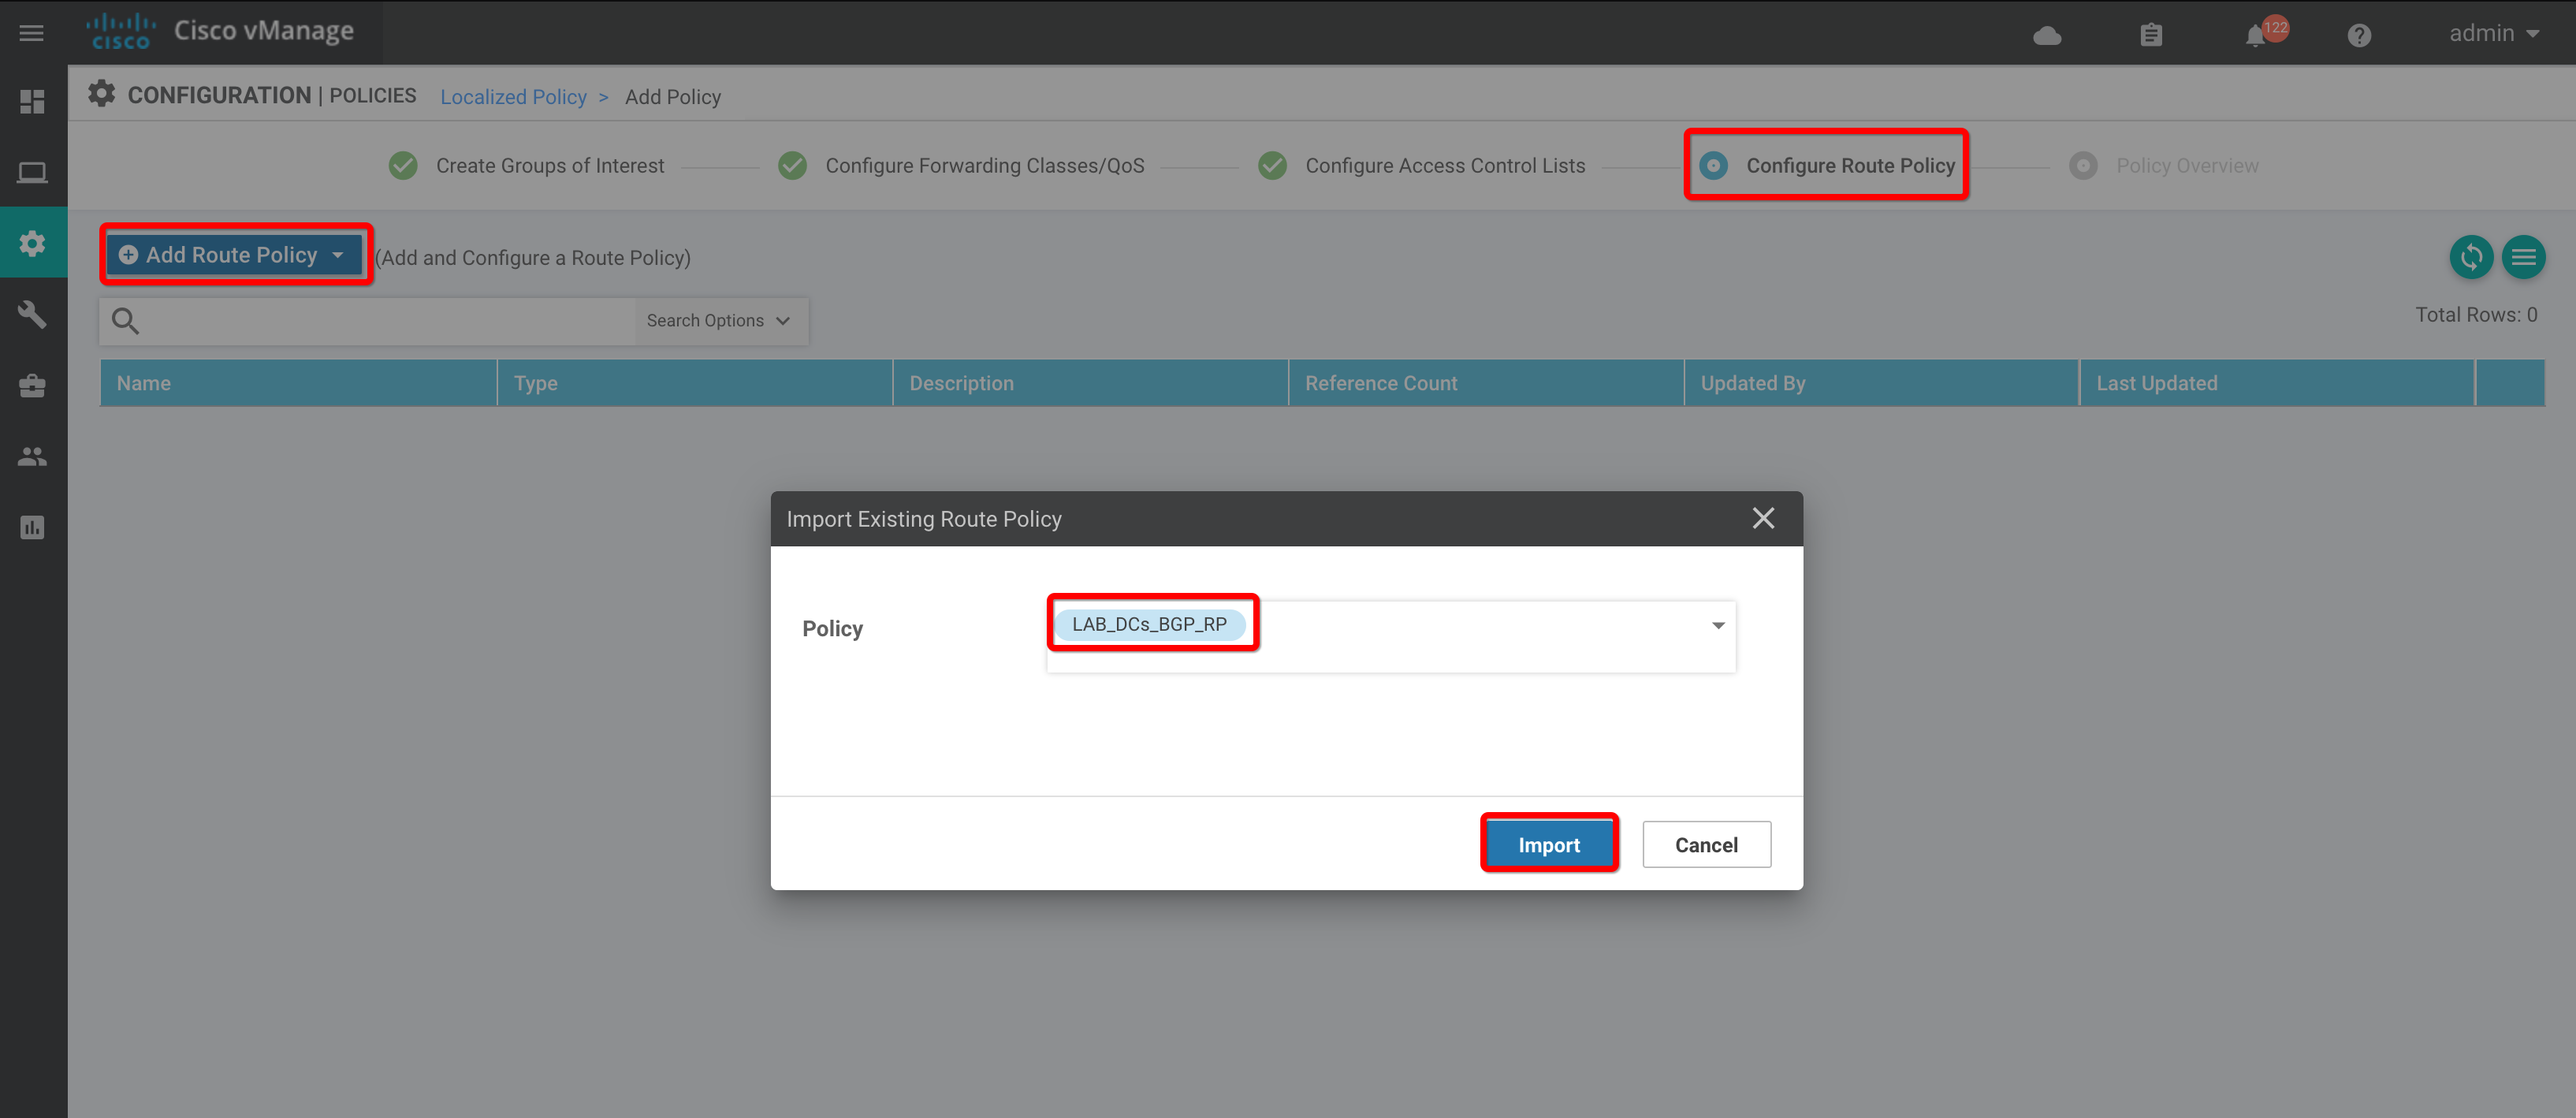 cisco Cisco vManage 122 admin
CONFIGURATION | POLICIES Localized Policy > Add Policy
Create Groups of Interest Configure Forwarding Classes/QoS Configure Access Control Lists Configure Route Policy Policy Overview
Add Route Policy (Add and Configure a Route Policy)
Search Options Total Rows: 0
Name Type Description Reference Count Updated By Last Updated
Import Existing Route Policy
Policy LAB_DCs_BGP_RP
Import Cancel